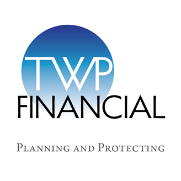 TWP
FINANCIAL
PLANNING AND PROTECTING